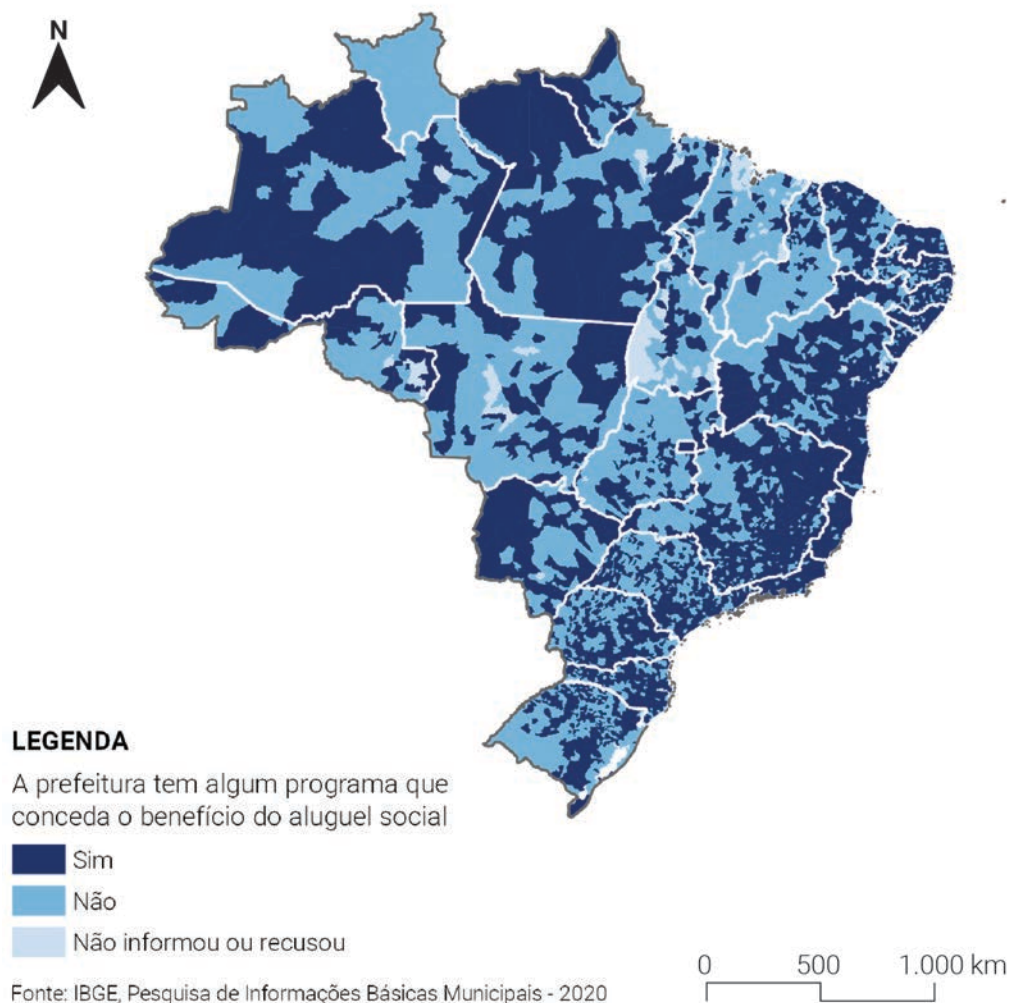 N
LEGENDA
A prefeitura tem algum programa que
conceda o benefício do aluguel social
Sim
Não
Não informou ou recusou
0 500 1.000 km
Fonte: IBGE, Pesquisa de Informações Básicas Municipais - 2020